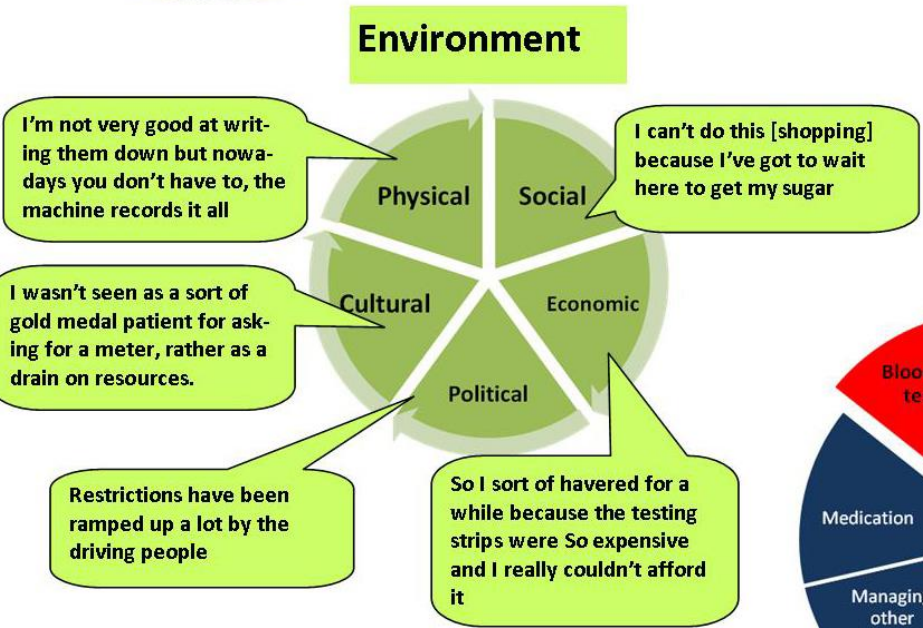 Environment
I'm not very good at writ-
ing them down but nowa-
days you don't have to, the
machine records it all
I can't do this [shopping]
because I've got to wait
here to get my sugar
Physical
Social
I wasn't seen as a sort of
gold medal patient for ask-
ing for a meter, rather as a
drain on resources.
Cultural
Economic
Political
Restrictions have been
ramped up a lot by the
driving people
So I sort of havered for a
while because the testing
strips were So expensive
and I really couldn't afford
it
Medication
other